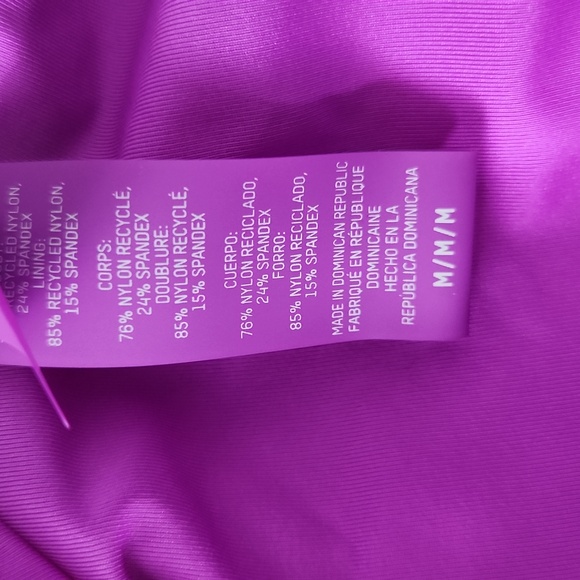 RECYCLED NYLON,
24% SPANDEX
LINING:
85% RECYCLED NYLON,
15% SPANDEX
CORPS:
76% NYLON RECYCLÉ,
24% SPANDEX
DOUBLURE:
85% NYLON RECYCLÉ,
15% SPANDEX
CUERPO:
76% NYLON RECICLADO,
24% SPANDEX
FORRO:
85% NYLON RECICLADO,
15% SPANDEX
MADE IN DOMINICAN REPUBLIC
FABRIQUÉ EN REPUBLIQUE
DOMINICAINE
HECHO EN LA
REPÚBLICA DOMINICANA
M/M/M